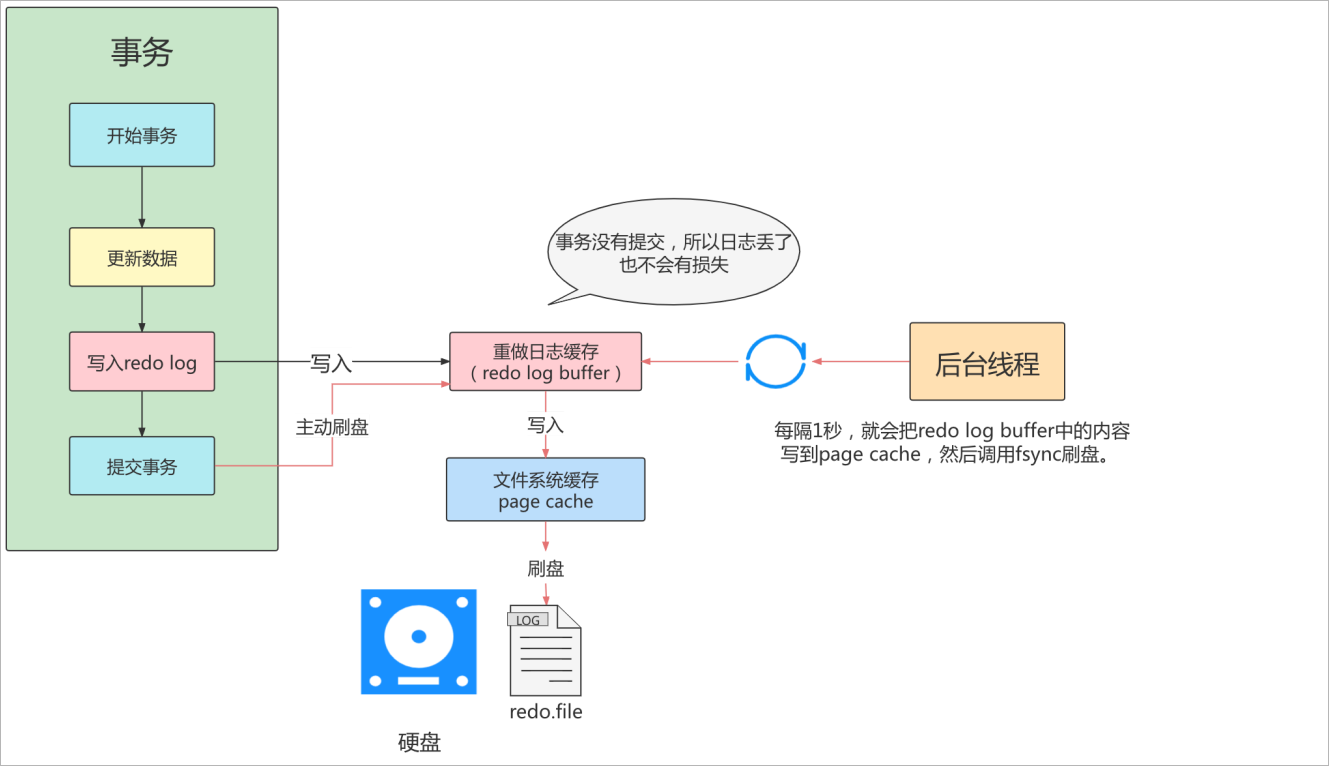 事务
开始事务
更新数据
写入redo log
提交事务
写入
主动刷盘
事务没有提交，所以日志丢了
也不会有损失
重做日志缓存
（redo log buffer）
写入
文件系统缓存
page cache
刷盘
LOG
redo.file
硬盘
后台线程
每隔1秒，就会把redo log buffer中的内容
写到page cache，然后调用fsync刷盘。